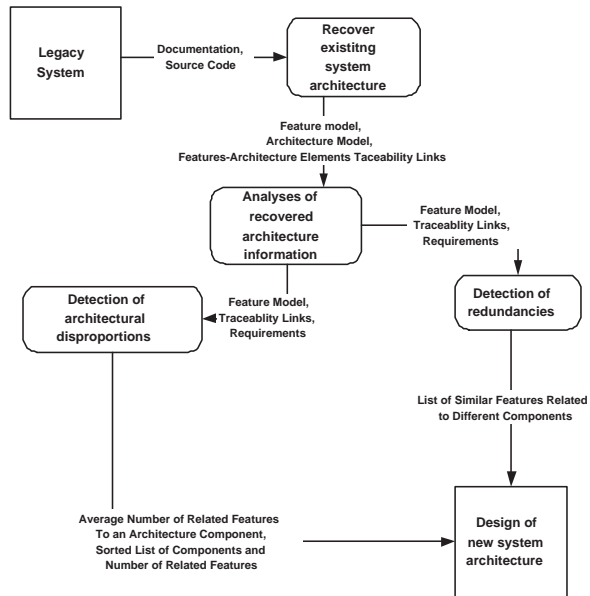 Legacy
System
Documentation,
Source Code
Recover
existitng
system
architecture
Feature model,
Architecture Model,
Features-Architecture Elements Taceability Links
Analyses of
recovered
architecture
information
Feature Model,
Traceablity Links,
Requirements
Detection of
architectural
disproportions
Feature Model,
Traceablity Links,
Requirements
Detection of
redundancies
List of Similar Features Related
to Different Components
Average Number of Related Features
To an Architecture Component,
Sorted List of Components and
Number of Related Features
Design of
new system
architecture